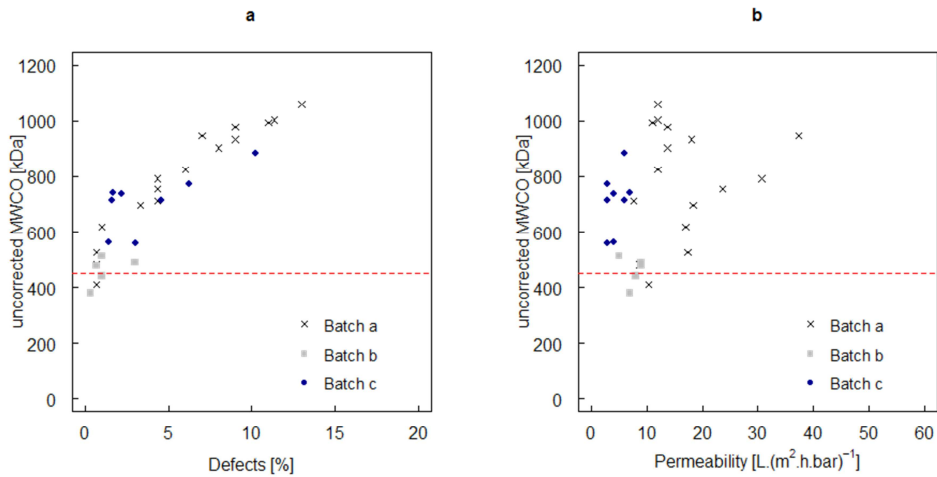 a
uncorrected MWCO [kDa]
1200
1000
800
600
400
200
0
Batch a
Batch b
Batch c
0 5 10 15 20
Defects [%]
b
uncorrected MWCO [kDa]
1200
1000
800
600
400
200
0
Batch a
Batch b
Batch c
0 10 20 30 40 50 60
Permeability [L.(m².h.bar)⁻¹]